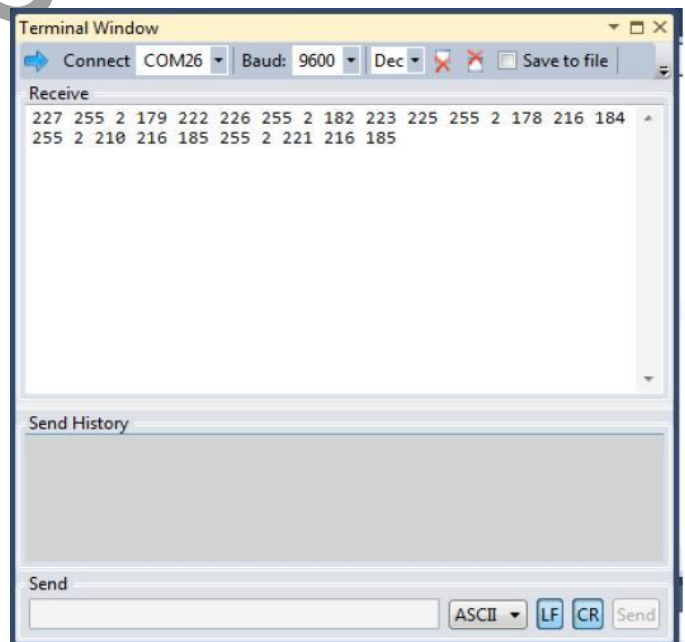 Terminal Window
Connect COM26 Baud: 9600 Dec Save to file
Receive
227 255 2 179 222 226 255 2 182 223 225 255 2 178 216 184
255 2 210 216 185 255 2 221 216 185
Send History
Send
ASCII LF CR Send